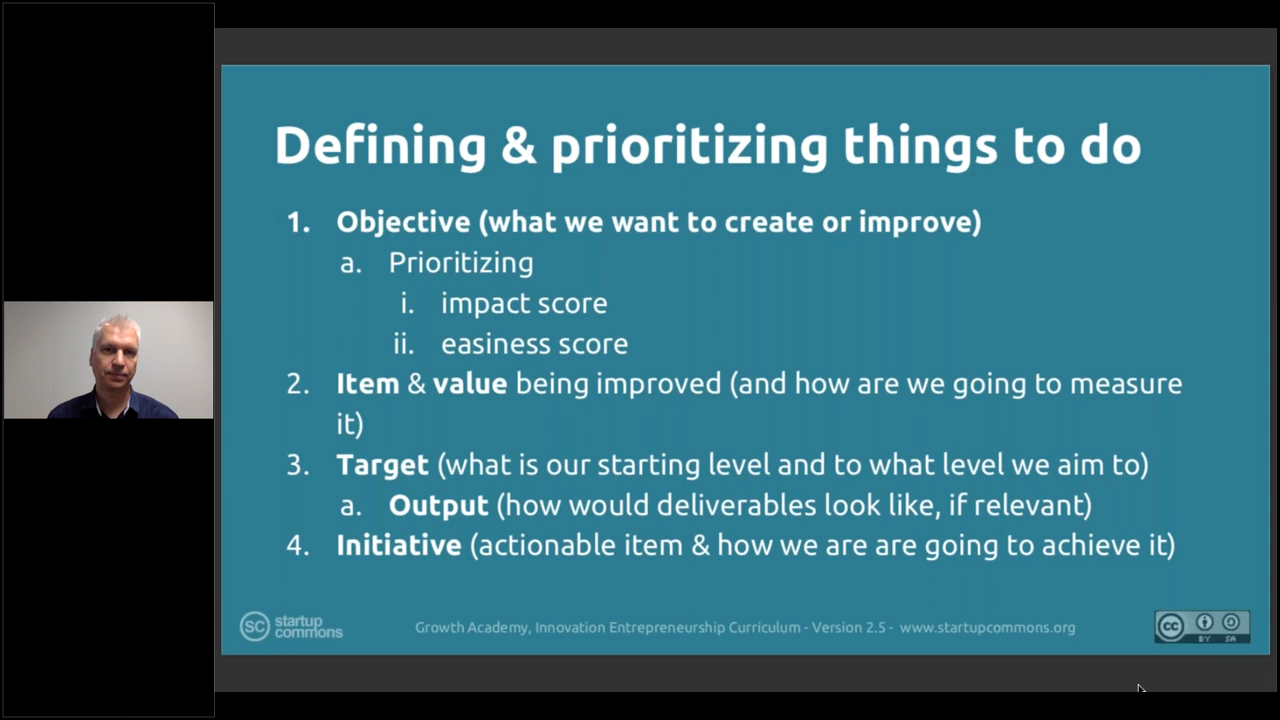 Defining & prioritizing things to do
1. Objective (what we want to create or improve)
a. Prioritizing
i. impact score
ii. easiness score
2. Item & value being improved (and how are we going to measure
it)
3. Target (what is our starting level and to what level we aim to)
a. Output (how would deliverables look like, if relevant)
4. Initiative (actionable item & how we are are going to achieve it)
SC startup
commons
Growth Academy, Innovation Entrepreneurship Curriculum - Version 2.5 - www.startupcommons.org
cc
BY SA